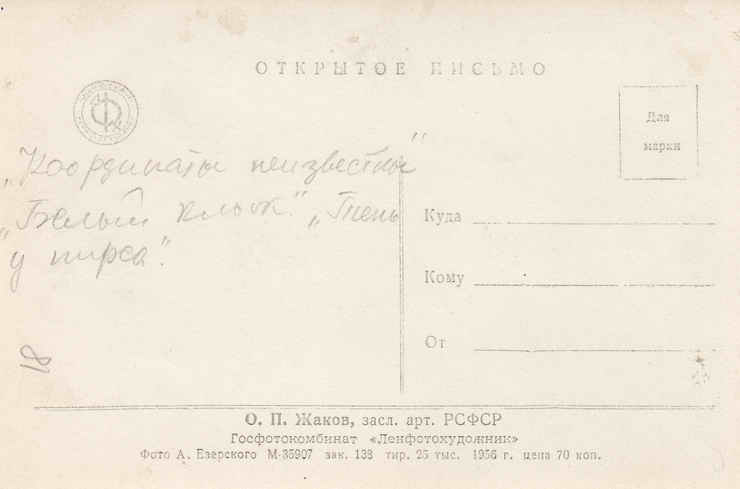 ОТКРЫТОЕ ПИСЬМО
Для
марки
„Координаты неизвестны"
„Белый клык". „Тень
у пирса".
Куда
Кому
От
18
О. П. Жаков, засл. арт. РСФСР
Госфотокомбинат «Ленфотохудожник»
Фото А. Езерского М-35907 зак. 138 тир. 25 тыс. 1956 г. цена 70 коп.